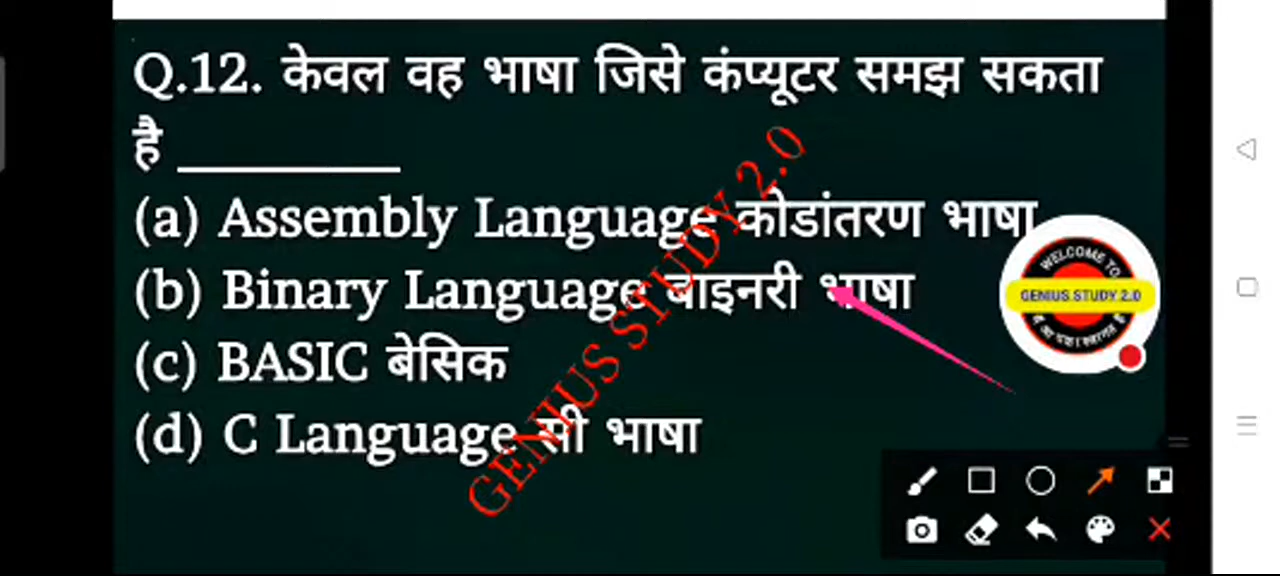 Q.12. केवल वह भाषा जिसे कंप्यूटर समझ सकता
है __________
(a) Assembly Language कोडांतरण भाषा
(b) Binary Language बाइनरी भाषा
(c) BASIC बेसिक
(d) C Language सी भाषा
GENIUS STUDY 2.0
WELCOME TO
GENIUS STUDY 2.0